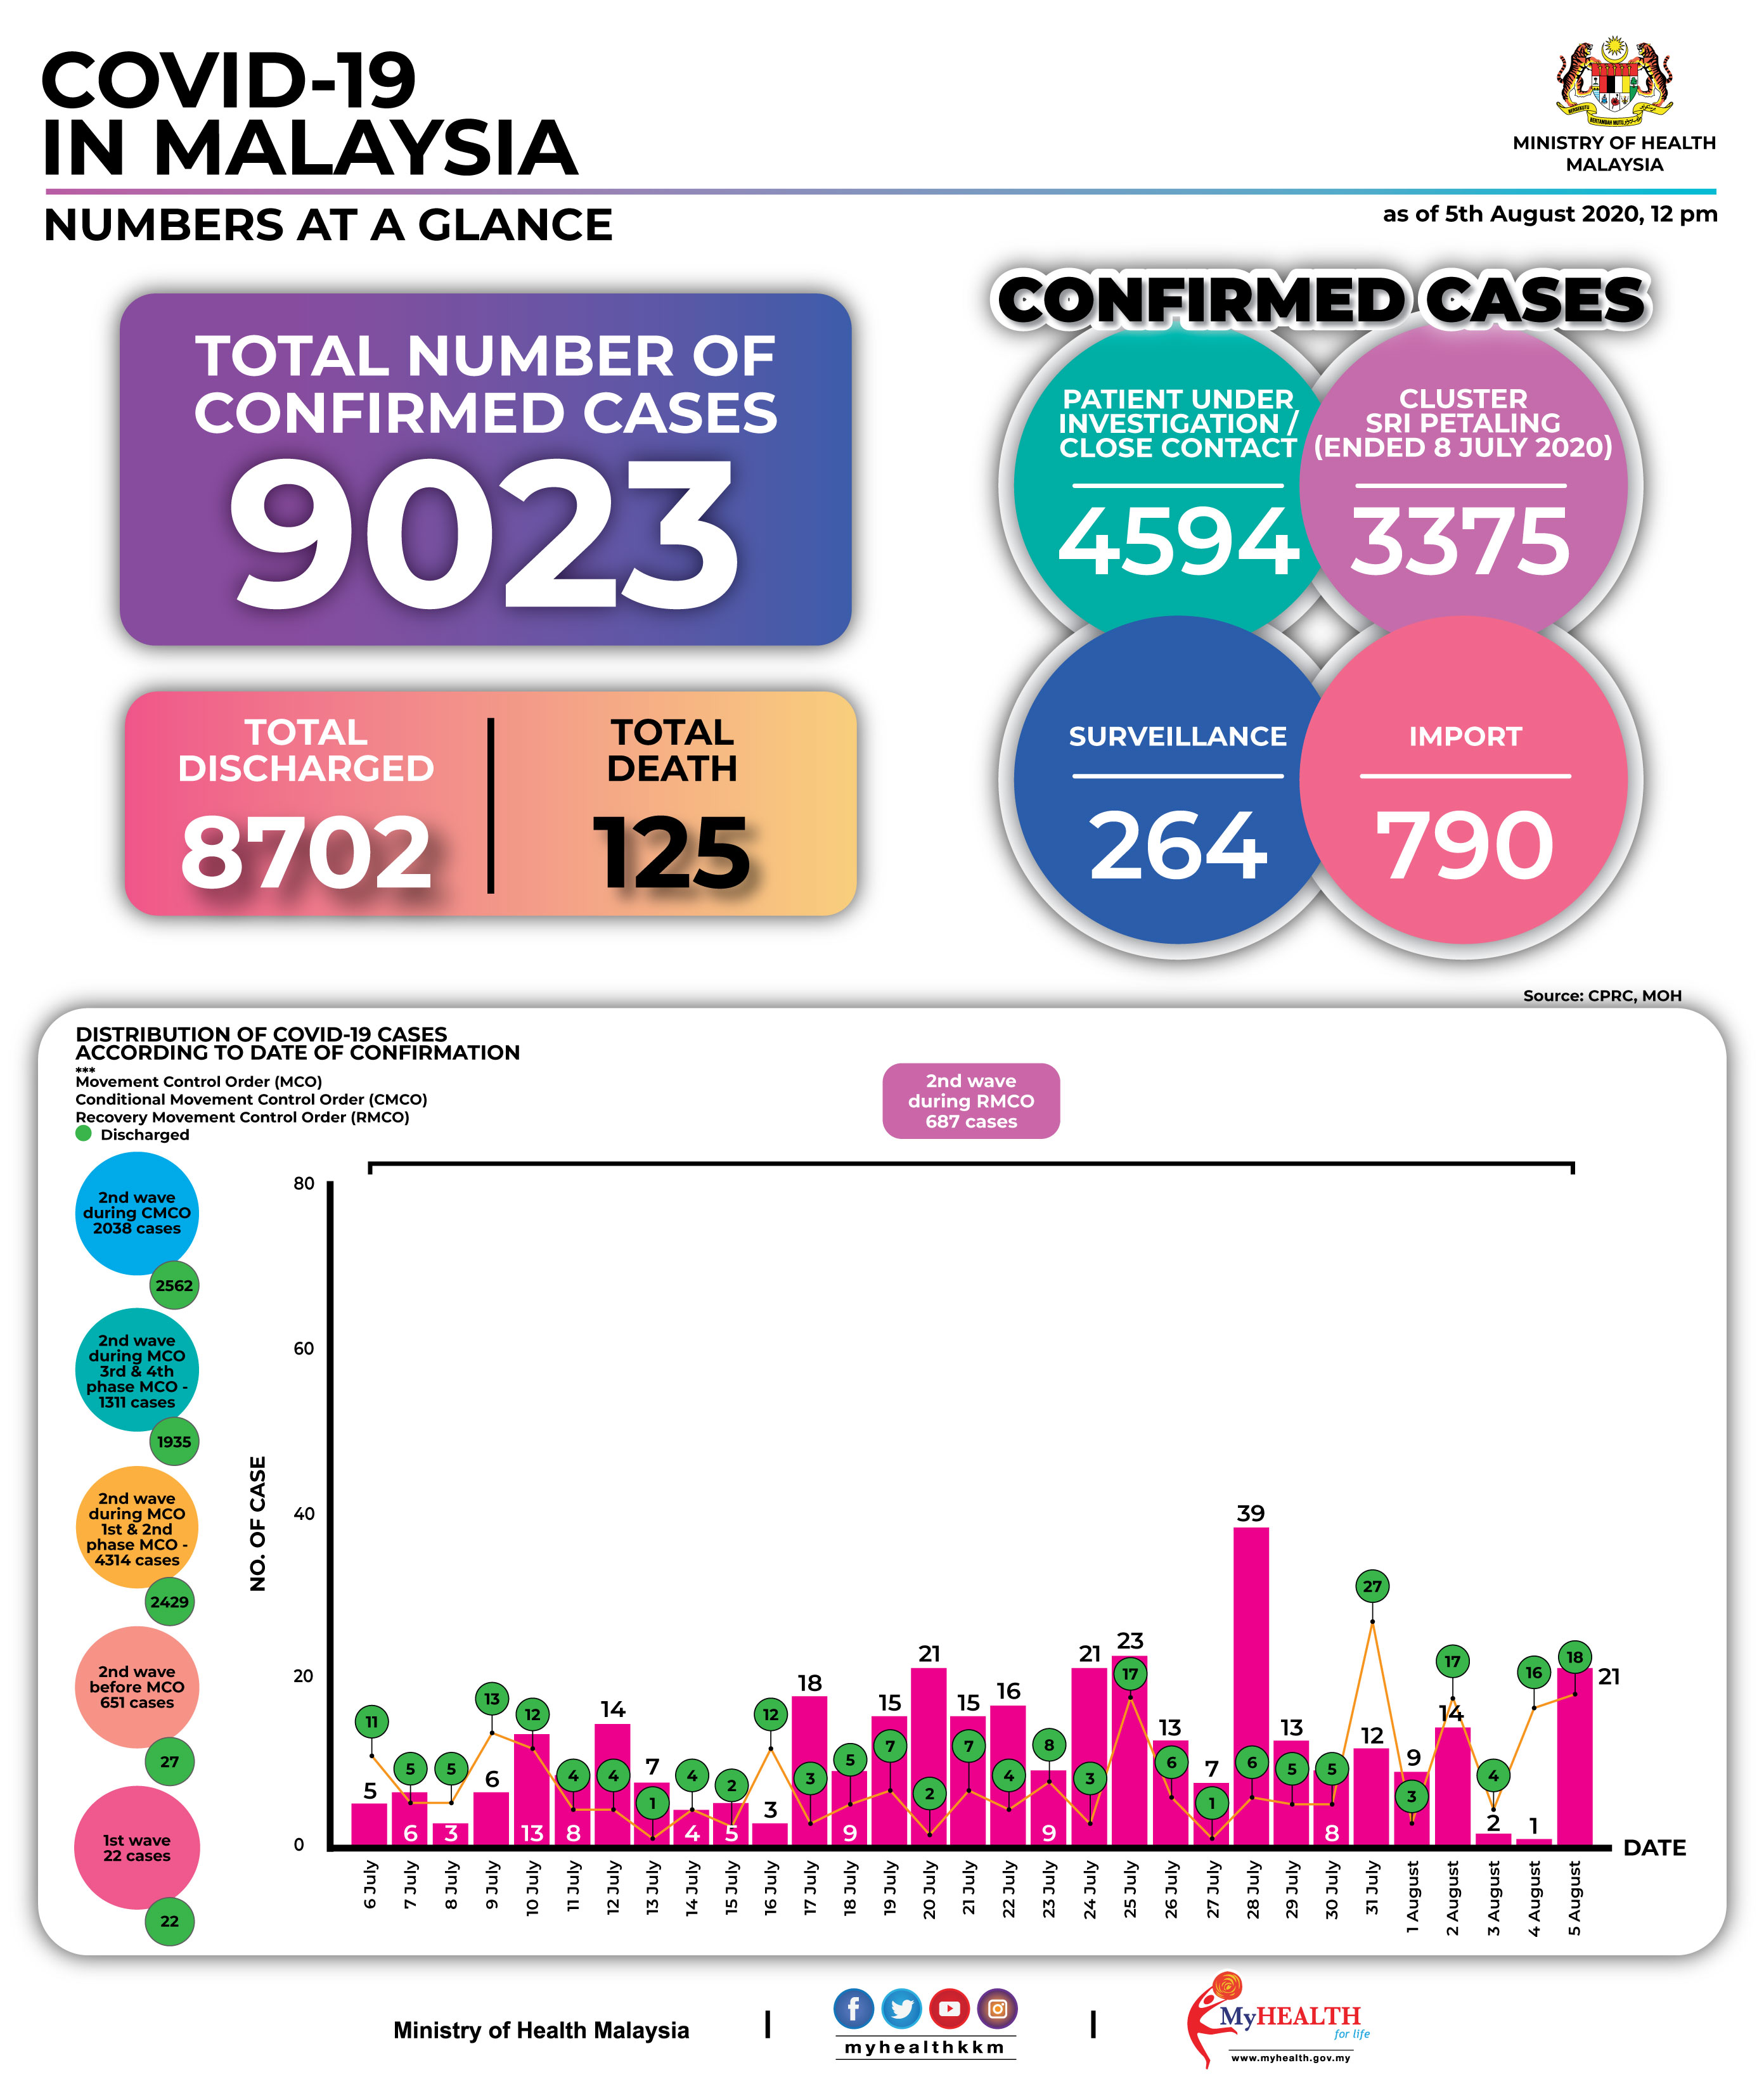 COVID-19
IN MALAYSIA
MINISTRY OF HEALTH
MALAYSIA
NUMBERS AT A GLANCE
as of 5th August 2020, 12 pm
TOTAL NUMBER OF
CONFIRMED CASES
9023
TOTAL
DISCHARGED
8702
TOTAL
DEATH
125
CONFIRMED CASES
PATIENT UNDER
INVESTIGATION /
CLOSE CONTACT
4594
CLUSTER
SRI PETALING
(ENDED 8 JULY 2020)
3375
SURVEILLANCE
264
IMPORT
790
Source: CPRC, MOH
DISTRIBUTION OF COVID-19 CASES
ACCORDING TO DATE OF CONFIRMATION
***
Movement Control Order (MCO)
Conditional Movement Control Order (CMCO)
Recovery Movement Control Order (RMCO)
Discharged
2nd wave
during RMCO
687 cases
2nd wave
during CMCO
2038 cases
2562
2nd wave
during MCO
3rd & 4th
phase MCO -
1311 cases
1935
2nd wave
during MCO
1st & 2nd
phase MCO -
4314 cases
2429
2nd wave
before MCO
651 cases
27
1st wave
22 cases
22
NO. OF CASE
80
60
40
20
0
11 5 5 13 12 4 4 1 4 2 12 3 5 7 2 7 4 8 3 17 6 1 6 5 5 27 3 17 4 16 18
5 6 3 6 13 8 14 7 4 5 3 18 9 15 21 15 16 9 21 23 13 7 39 13 8 12 9 14 2 1 21
DATE
6 July
7 July
8 July
9 July
10 July
11 July
12 July
13 July
14 July
15 July
16 July
17 July
18 July
19 July
20 July
21 July
22 July
23 July
24 July
25 July
26 July
27 July
28 July
29 July
30 July
31 July
1 August
2 August
3 August
4 August
5 August
Ministry of Health Malaysia
myhealthkkm
MyHEALTH
for life
www.myhealth.gov.my